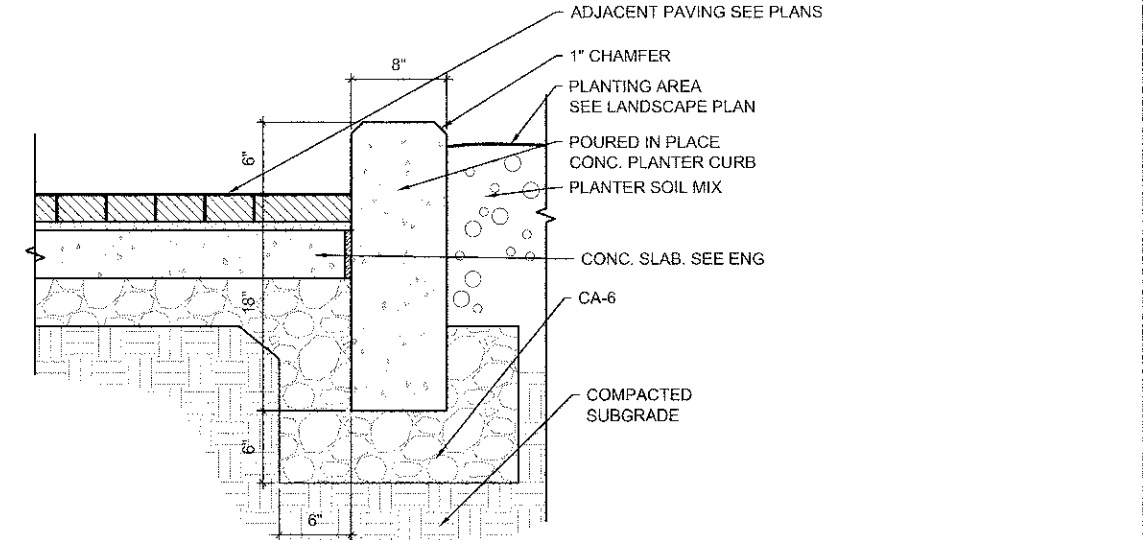 ADJACENT PAVING SEE PLANS
1" CHAMFER
8"
PLANTING AREA
SEE LANDSCAPE PLAN
POURED IN PLACE
CONC. PLANTER CURB
6"
PLANTER SOIL MIX
CONC. SLAB. SEE ENG
18"
CA-6
COMPACTED
SUBGRADE
6"
6"